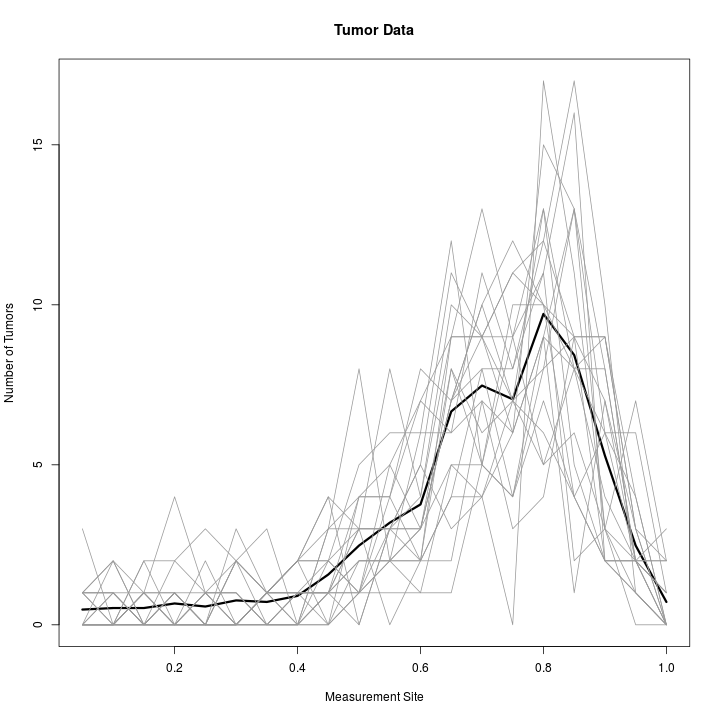 Tumor Data
Number of Tumors
15
10
5
0
0.2 0.4 0.6 0.8 1.0
Measurement Site